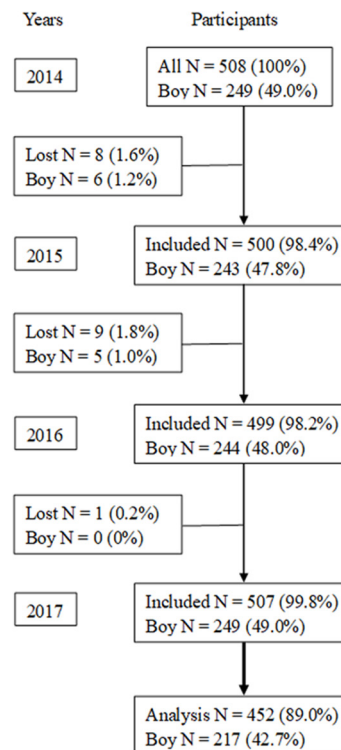 Years Participants
2014
All N = 508 (100%)
Boy N = 249 (49.0%)
Lost N = 8 (1.6%)
Boy N = 6 (1.2%)
2015
Included N = 500 (98.4%)
Boy N = 243 (47.8%)
Lost N = 9 (1.8%)
Boy N = 5 (1.0%)
2016
Included N = 499 (98.2%)
Boy N = 244 (48.0%)
Lost N = 1 (0.2%)
Boy N = 0 (0%)
2017
Included N = 507 (99.8%)
Boy N = 249 (49.0%)
Analysis N = 452 (89.0%)
Boy N = 217 (42.7%)